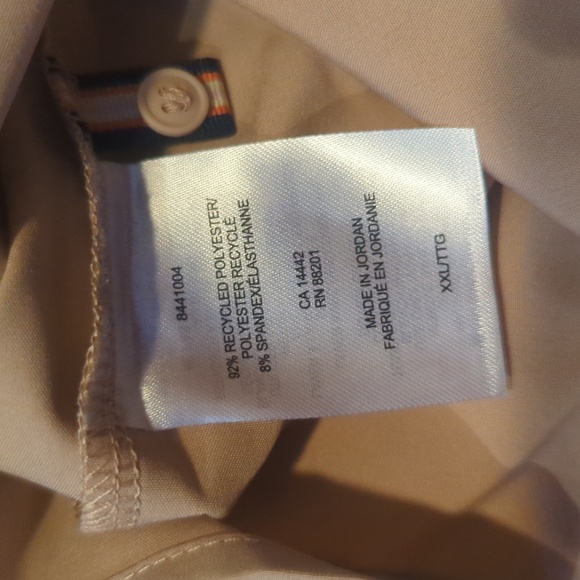 8441004
92% RECYCLED POLYESTER/
POLYESTER RECYCLÉ
8% SPANDEX/ÉLASTHANNE
CA 14442
RN 88201
MADE IN JORDAN
FABRIQUÉ EN JORDANIE
XXL/TTG